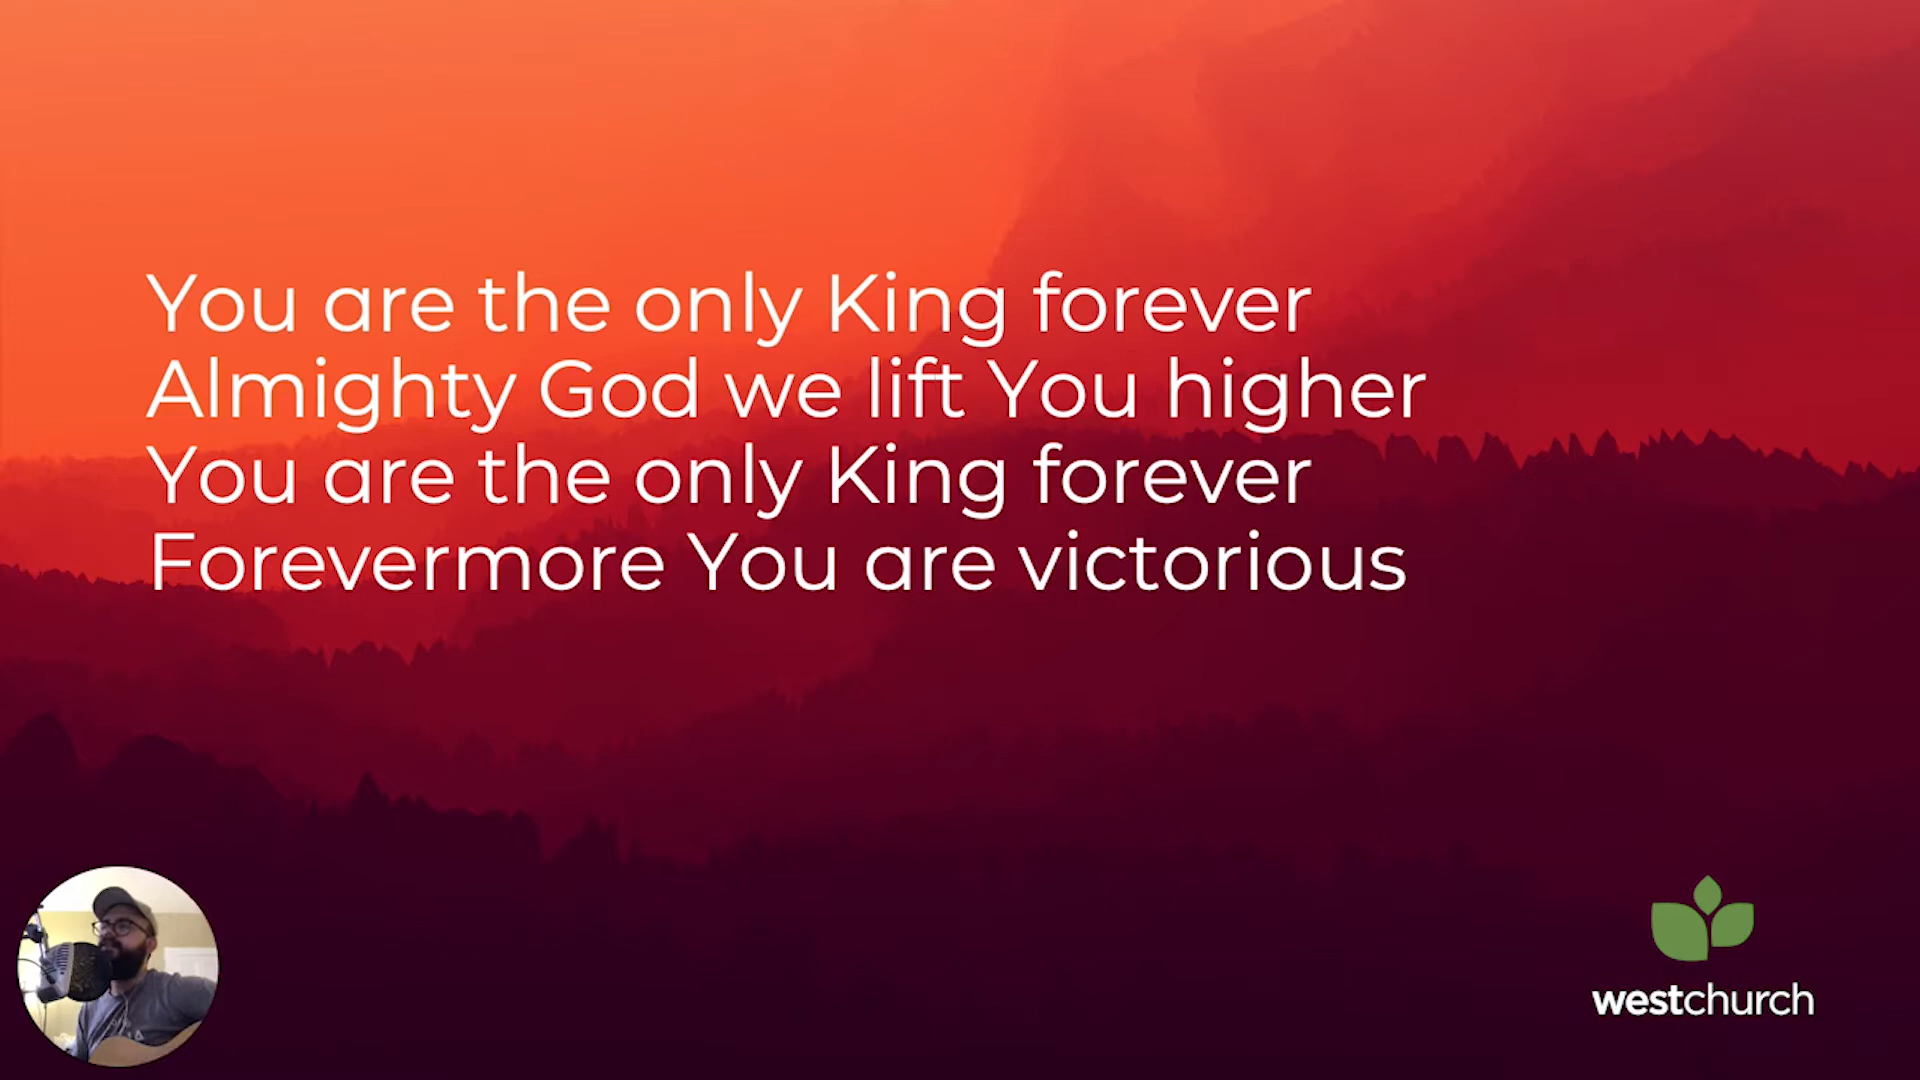 You are the only King forever
Almighty God we lift You higher
You are the only King forever
Forevermore You are victorious
westchurch